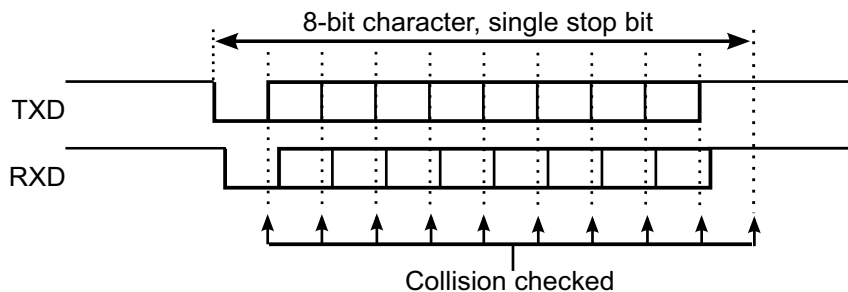 8-bit character, single stop bit
TXD
RXD
Collision checked